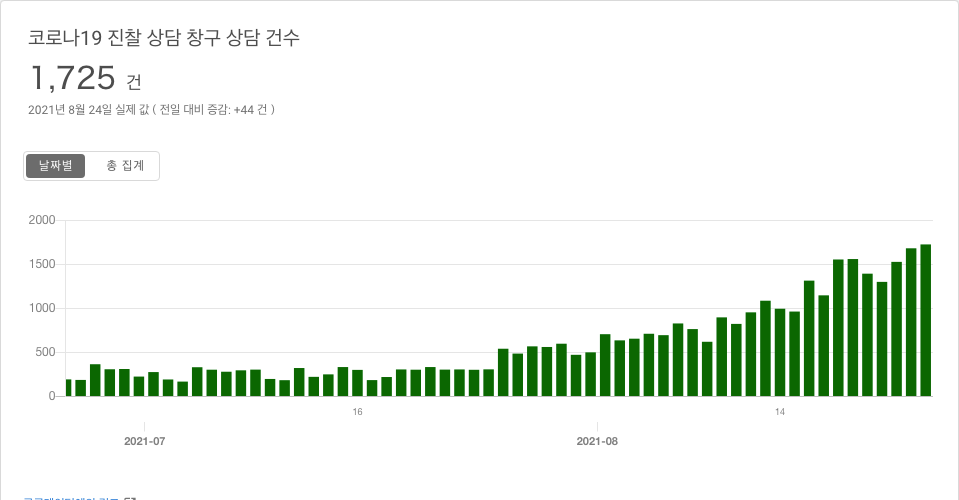 코로나19 진찰 상담 창구 상담 건수
1,725 건
2021년 8월 24일 실제 값 ( 전일 대비 증감: +44 건 )
날짜별 총 집계
2000
1500
1000
500
0
16 14
2021-07 2021-08